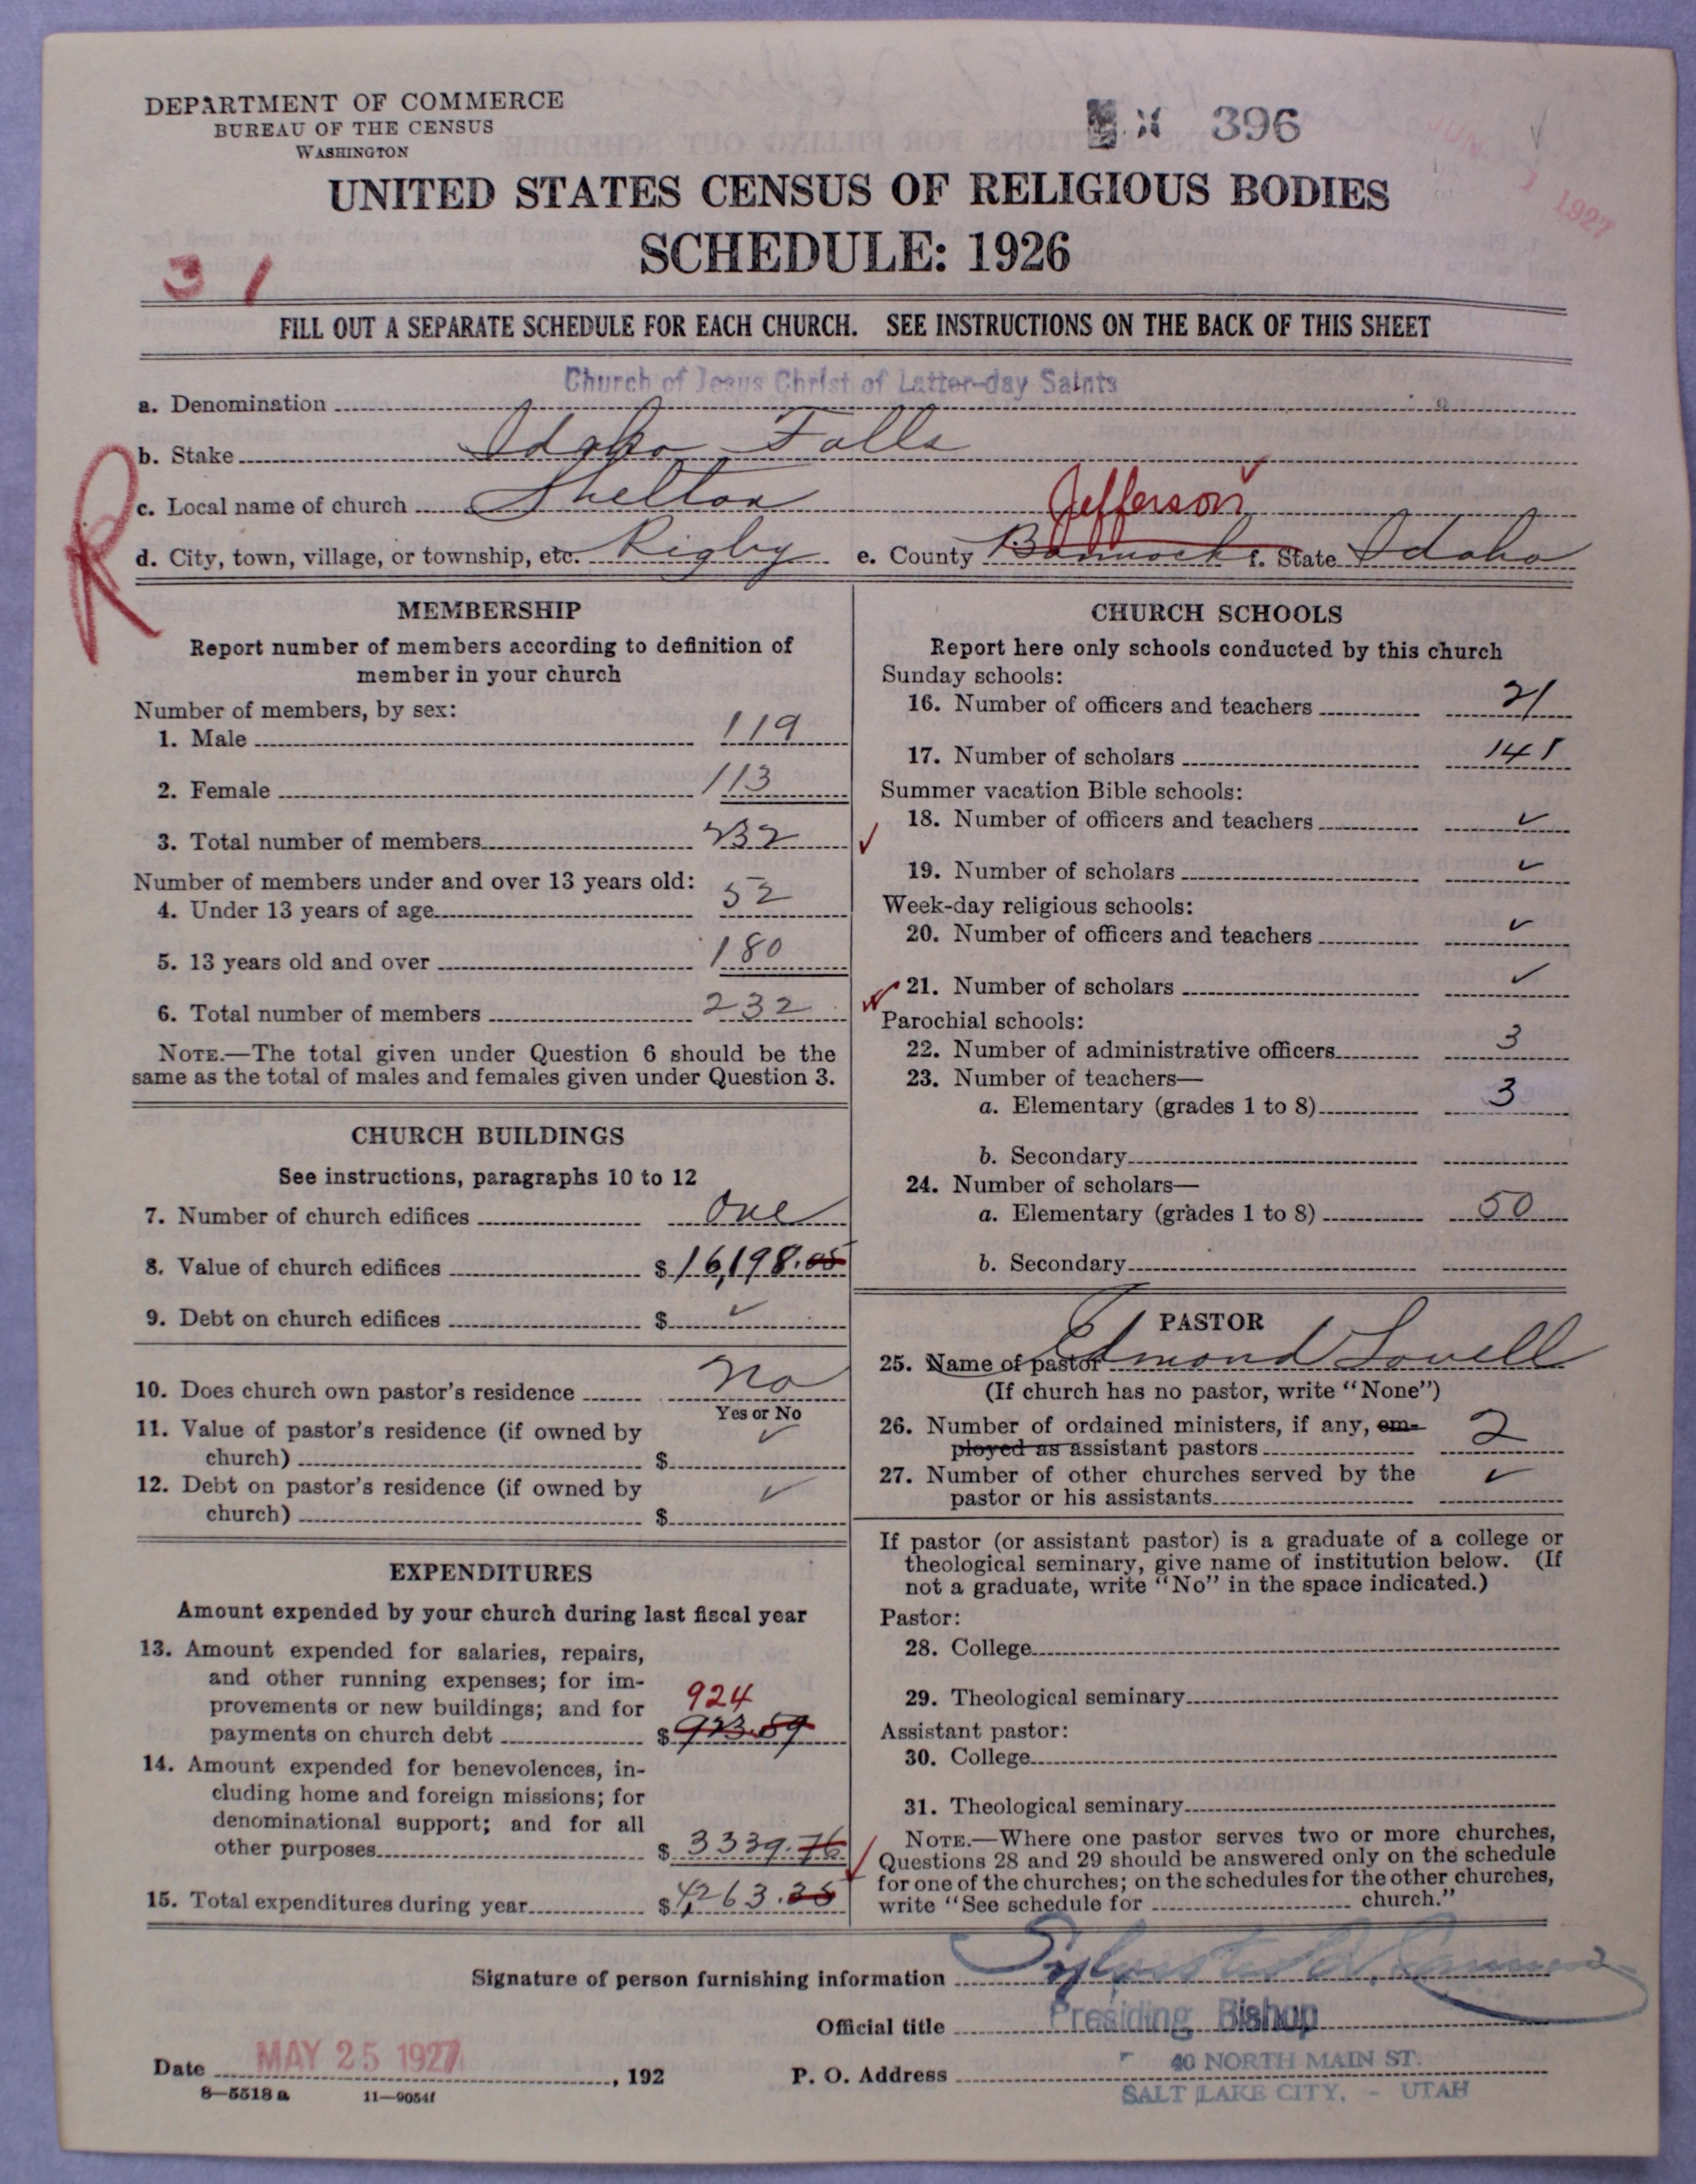 DEPARTMENT OF COMMERCE
BUREAU OF THE CENSUS
WASHINGTON
396
JUN 1 1927
UNITED STATES CENSUS OF RELIGIOUS BODIES
SCHEDULE: 1926
31
FILL OUT A SEPARATE SCHEDULE FOR EACH CHURCH. SEE INSTRUCTIONS ON THE BACK OF THIS SHEET
a. Denomination Church of Jesus Christ of Latter-day Saints
b. Stake Idaho Falls
R
c. Local name of church Shelton
Jefferson
d. City, town, village, or township, etc. Rigby e. County Bannock f. State Idaho
MEMBERSHIP
Report number of members according to definition of
member in your church
Number of members, by sex:
1. Male 119
2. Female 113
3. Total number of members 232
Number of members under and over 13 years old:
4. Under 13 years of age 52
5. 13 years old and over 180
6. Total number of members 232
NOTE.—The total given under Question 6 should be the
same as the total of males and females given under Question 3.
CHURCH BUILDINGS
See instructions, paragraphs 10 to 12
7. Number of church edifices One
8. Value of church edifices $ 16,198.05
9. Debt on church edifices $ ✓
10. Does church own pastor's residence No
Yes or No
11. Value of pastor's residence (if owned by
church) $ ✓
12. Debt on pastor's residence (if owned by
church) $ ✓
EXPENDITURES
Amount expended by your church during last fiscal year
13. Amount expended for salaries, repairs,
and other running expenses; for im-
provements or new buildings; and for
924
payments on church debt $ 923.59
14. Amount expended for benevolences, in-
cluding home and foreign missions; for
denominational support; and for all
other purposes $ 3339.76
15. Total expenditures during year $ 4,263.35
CHURCH SCHOOLS
Report here only schools conducted by this church
Sunday schools:
16. Number of officers and teachers 21
17. Number of scholars 145
Summer vacation Bible schools:
18. Number of officers and teachers ✓
19. Number of scholars ✓
Week-day religious schools:
20. Number of officers and teachers ✓
21. Number of scholars ✓
Parochial schools:
22. Number of administrative officers 3
23. Number of teachers—
a. Elementary (grades 1 to 8) 3
b. Secondary
24. Number of scholars—
a. Elementary (grades 1 to 8) 50
b. Secondary
PASTOR
25. Name of pastor Edmond Lovell
(If church has no pastor, write "None")
26. Number of ordained ministers, if any, em-
ployed as assistant pastors 2
27. Number of other churches served by the
pastor or his assistants ✓
If pastor (or assistant pastor) is a graduate of a college or
theological seminary, give name of institution below. (If
not a graduate, write "No" in the space indicated.)
Pastor:
28. College
29. Theological seminary
Assistant pastor:
30. College
31. Theological seminary
NOTE.—Where one pastor serves two or more churches,
Questions 28 and 29 should be answered only on the schedule
for one of the churches; on the schedules for the other churches,
write "See schedule for church."
Signature of person furnishing information Sylvester Q. Cannon
Official title Presiding Bishop
Date MAY 25 1927, 192 P. O. Address 40 NORTH MAIN ST.
8—5518 a 11—9054f SALT LAKE CITY, - UTAH